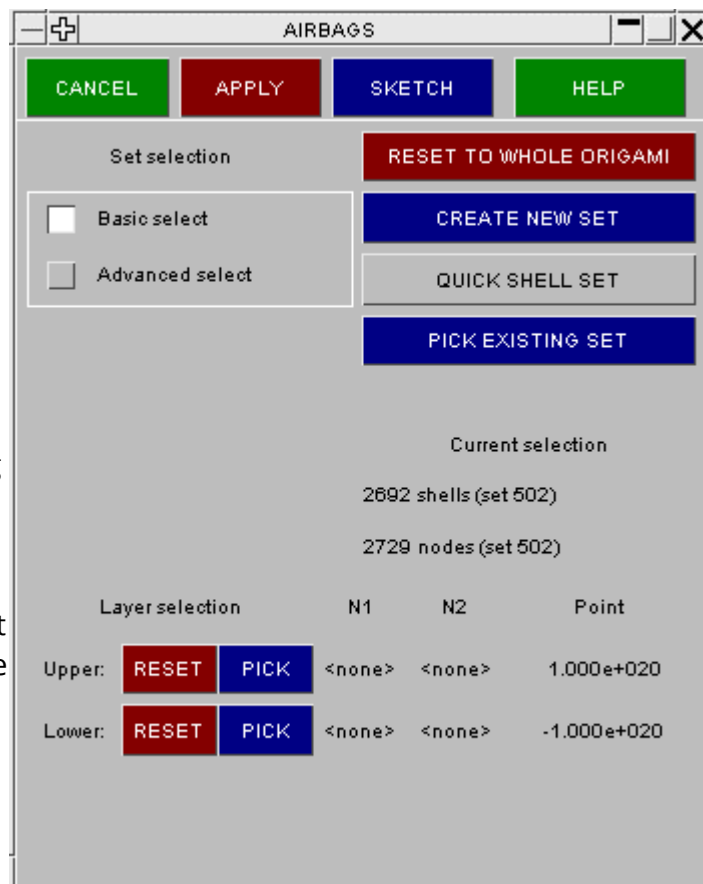 AIRBAGS
CANCEL APPLY SKETCH HELP
Set selection RESET TO WHOLE ORIGAMI
Basic select CREATE NEW SET
Advanced select QUICK SHELL SET
PICK EXISTING SET
Current selection
2692 shells (set 502)
2729 nodes (set 502)
Layer selection N1 N2 Point
Upper: RESET PICK <none> <none> 1.000e+020
Lower: RESET PICK <none> <none> -1.000e+020